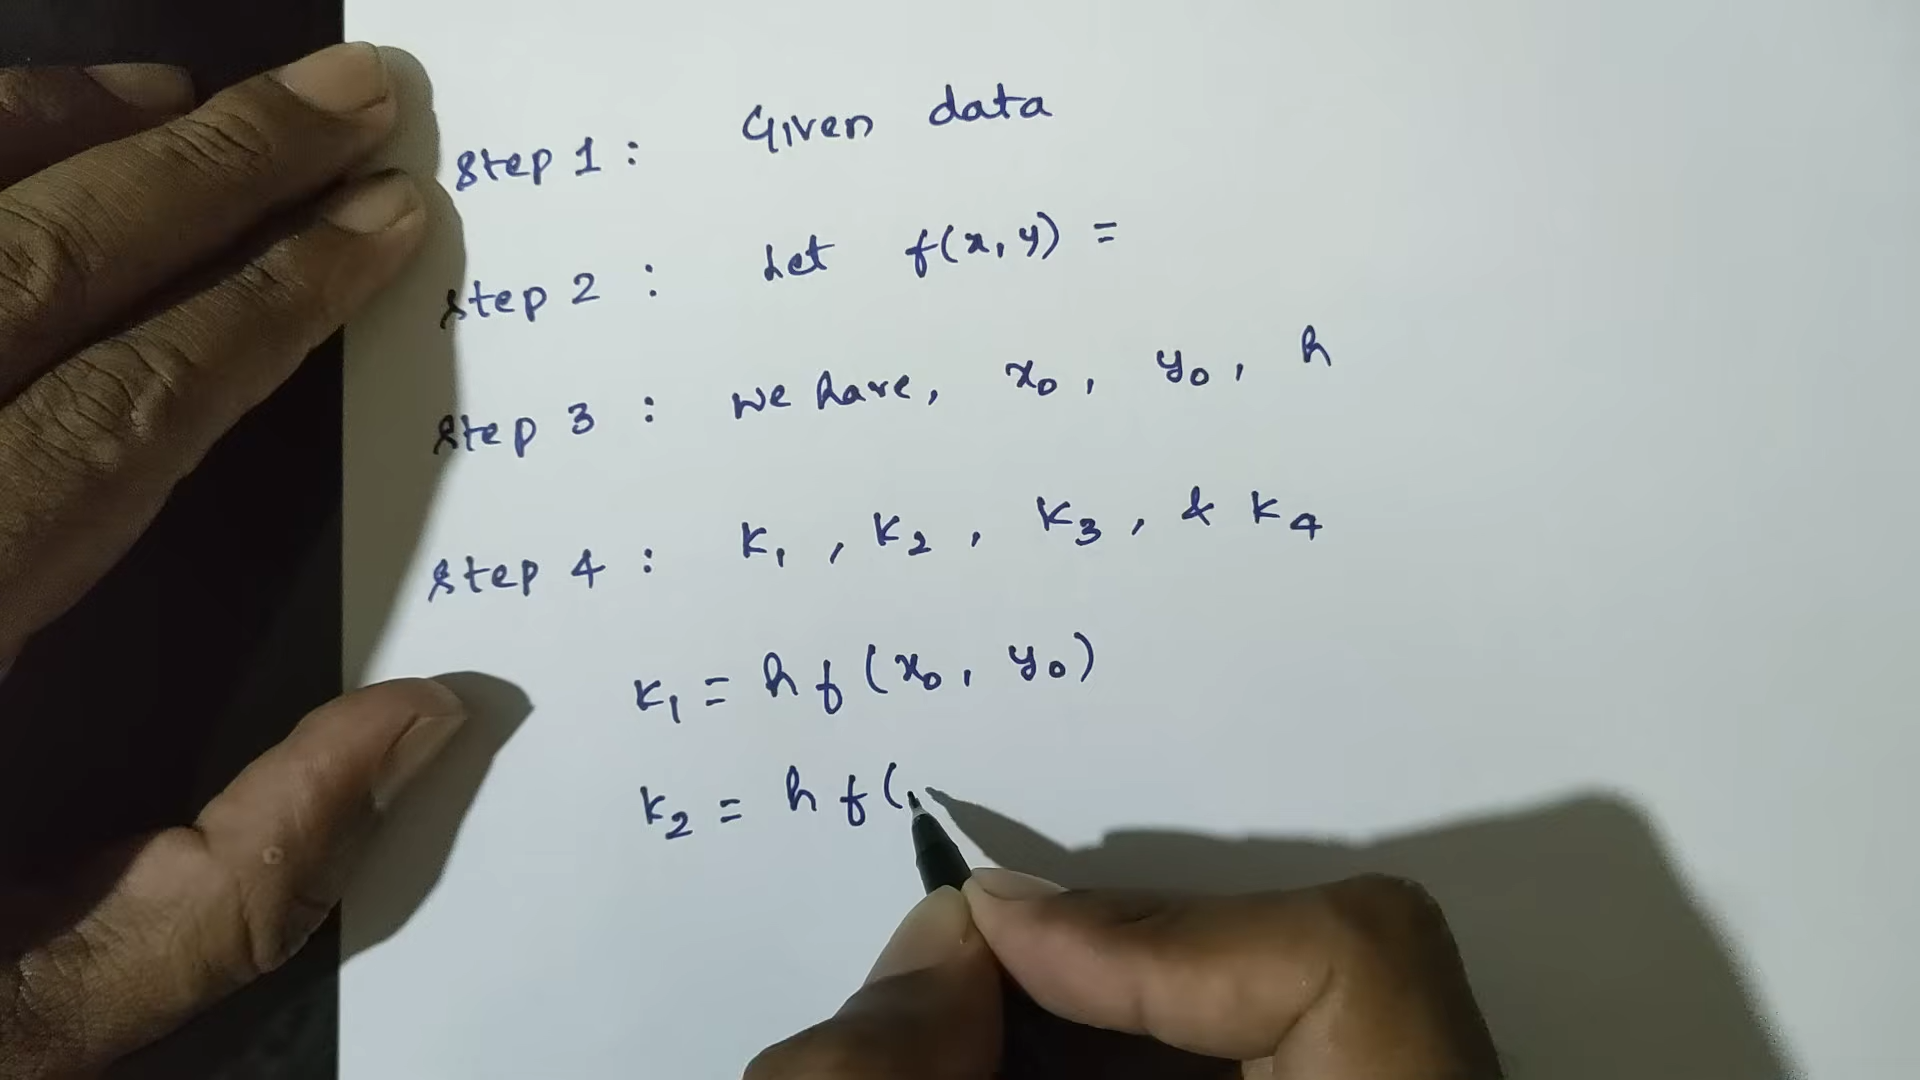 Step 1 : Given data
Step 2 : Let f(x, y) =
Step 3 : We have, x₀, y₀, h
Step 4 : K₁, K₂, K₃, & K₄
K₁ = h f(x₀, y₀)
K₂ = h f(